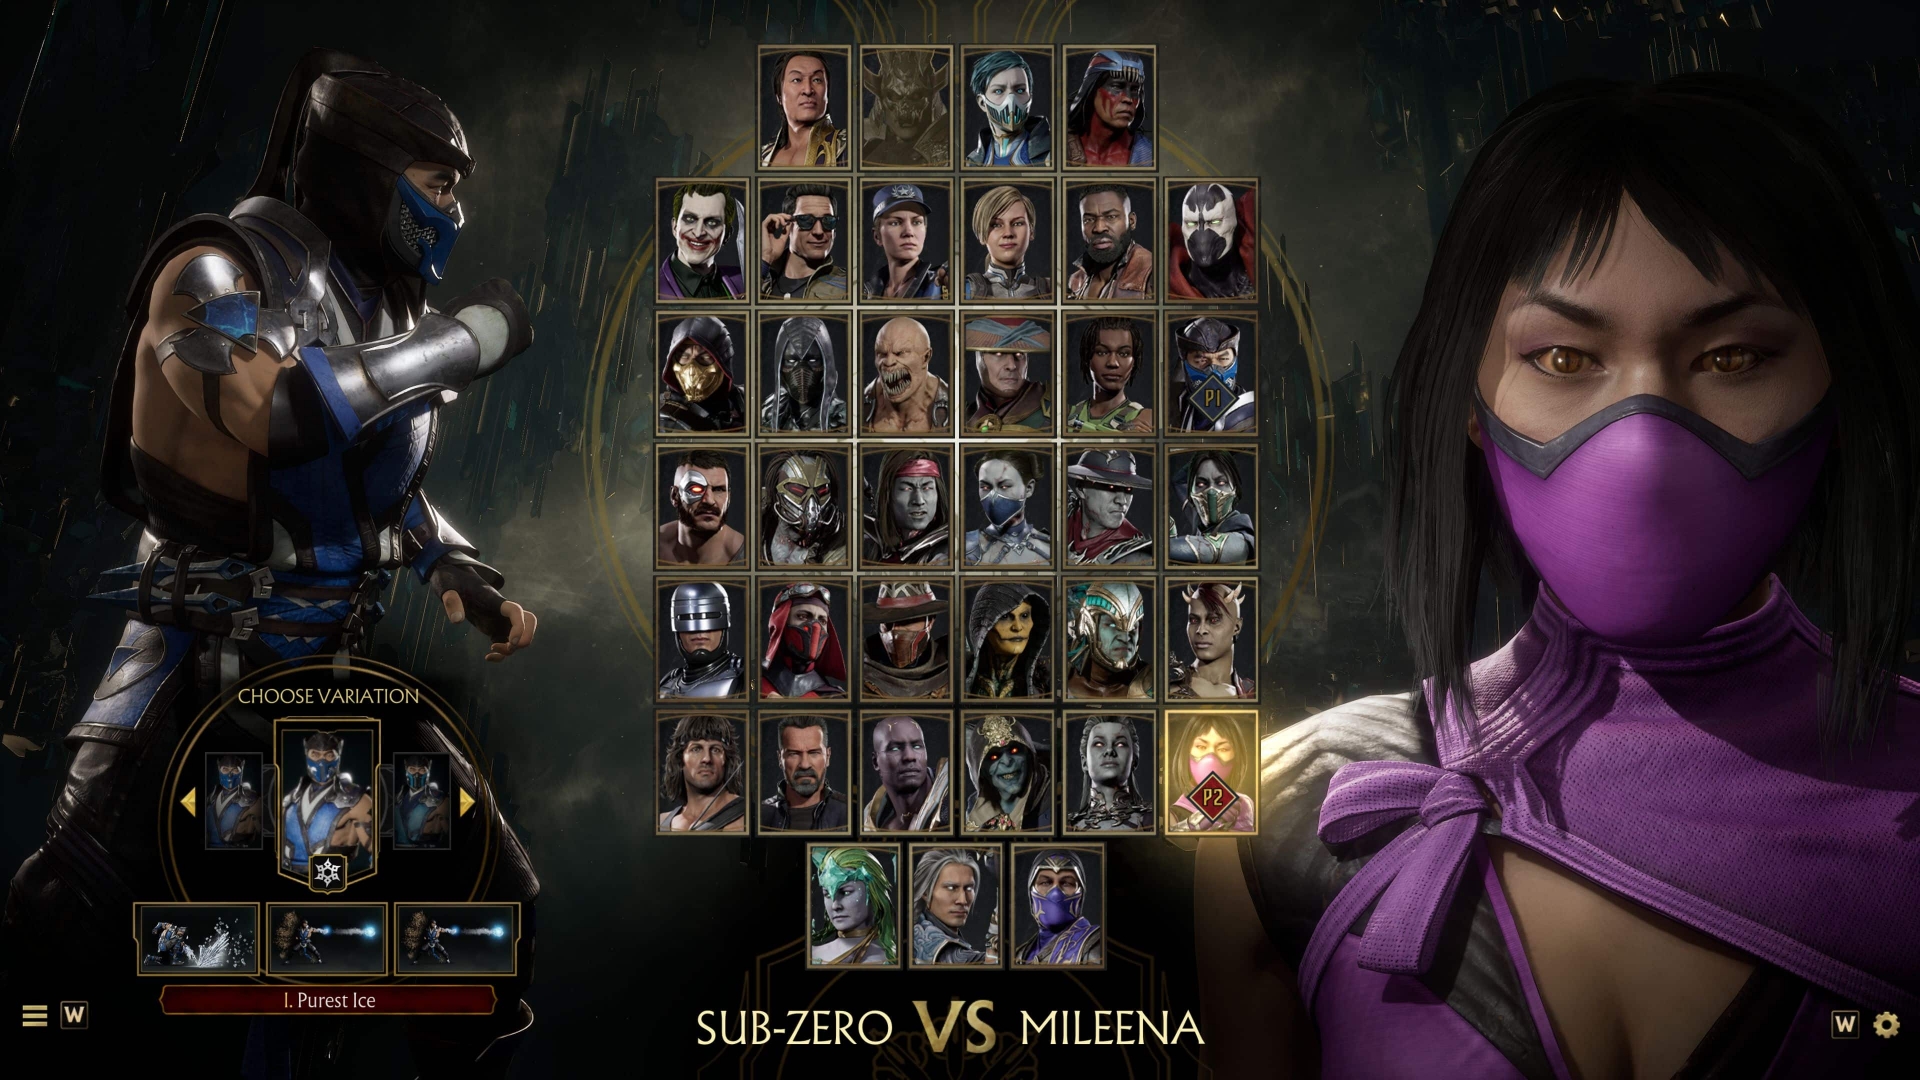 P1
CHOOSE VARIATION
P2
I. Purest Ice
W
SUB-ZERO VS MILEENA
W